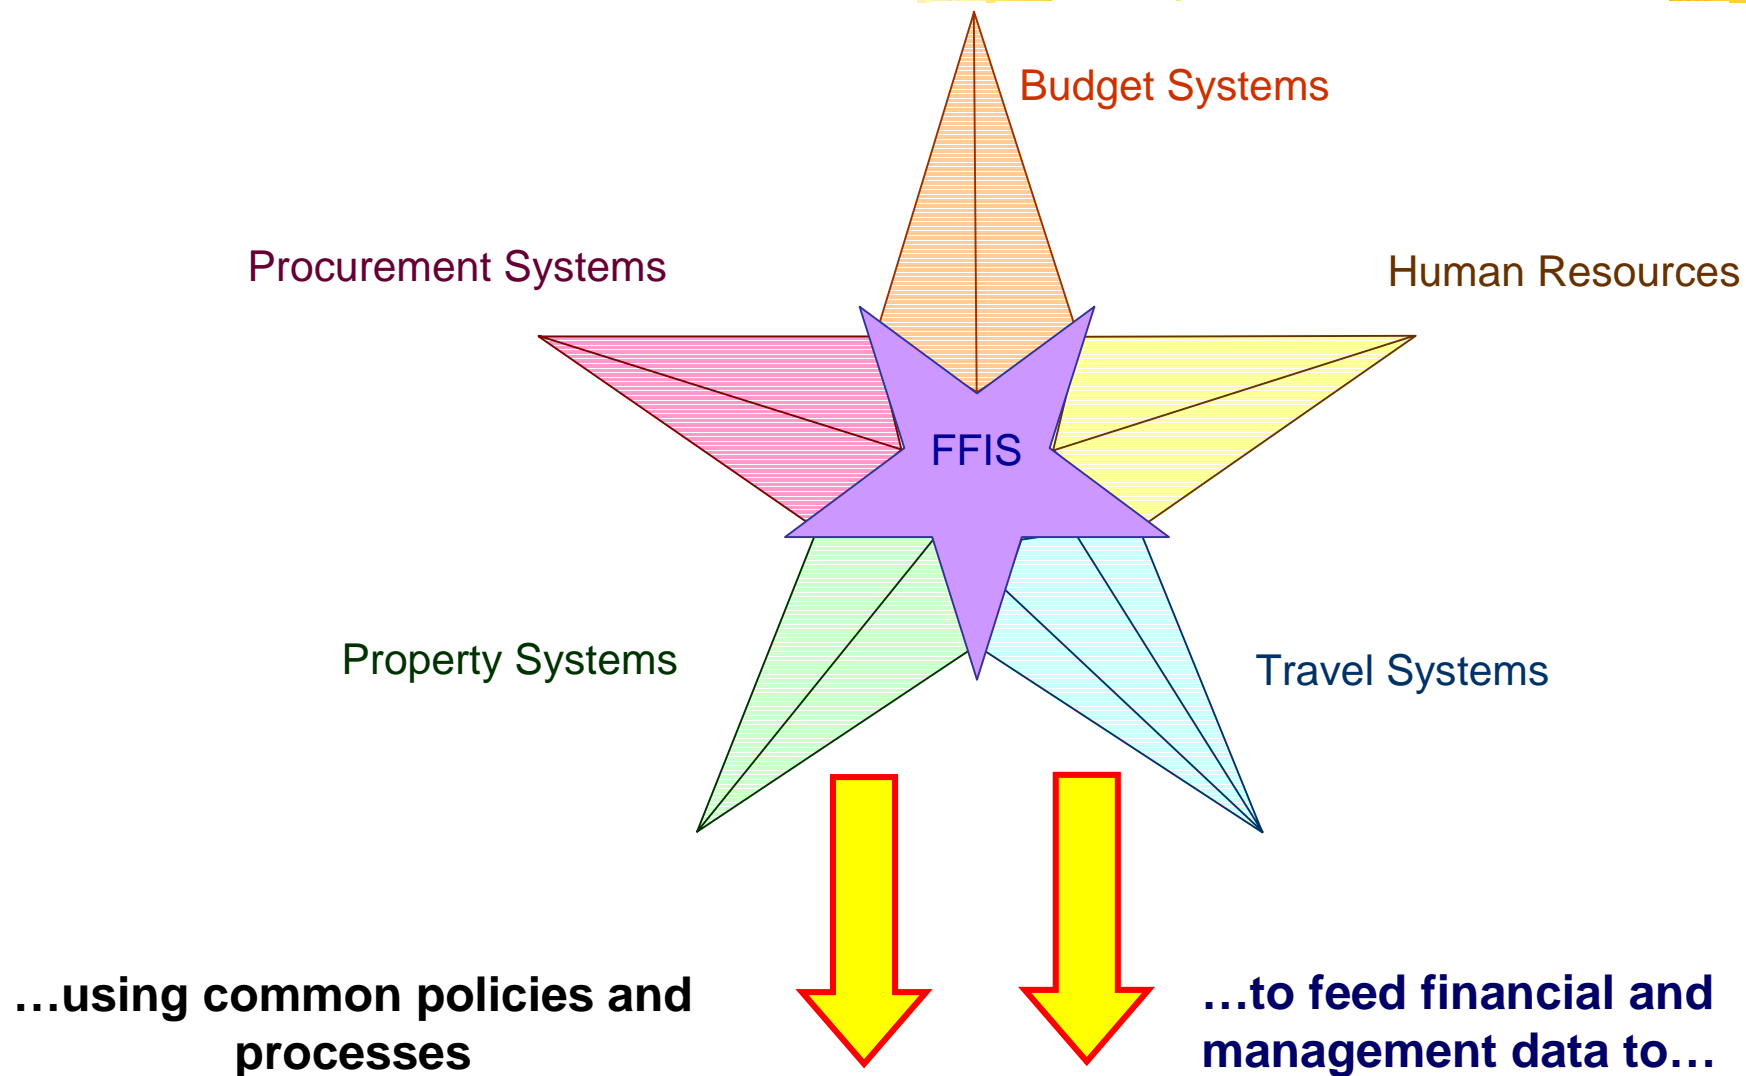 Budget Systems
Procurement Systems
Human Resources
FFIS
Property Systems
Travel Systems
…using common policies and
processes
…to feed financial and
management data to…